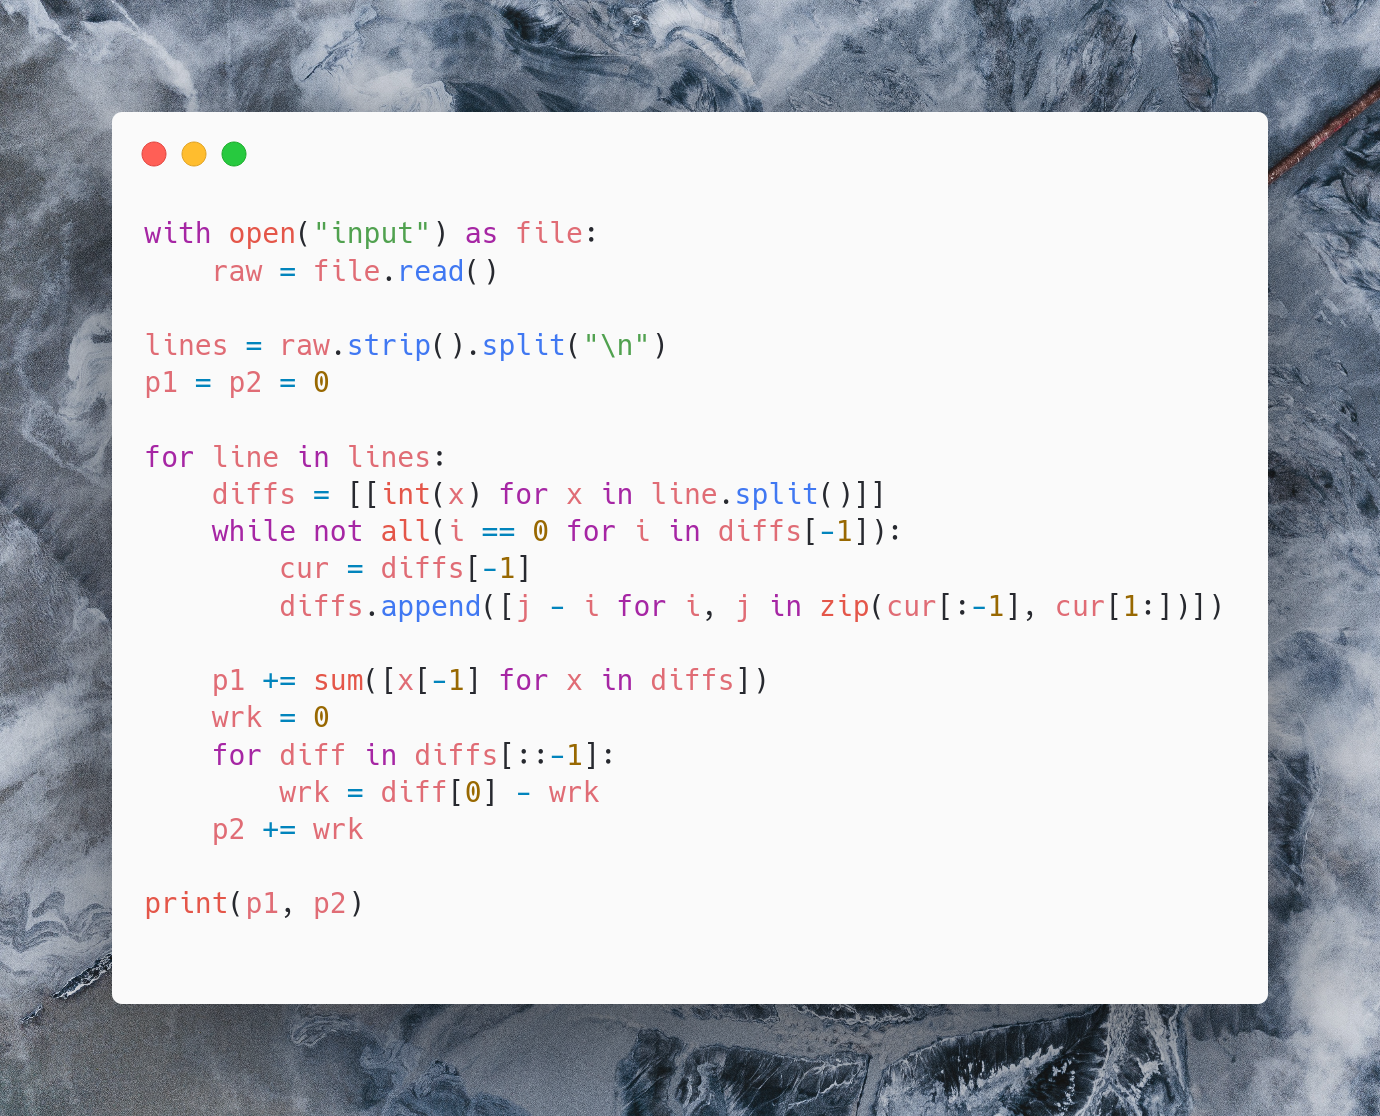 with open("input") as file:
    raw = file.read()

lines = raw.strip().split("\n")
p1 = p2 = 0

for line in lines:
    diffs = [[int(x) for x in line.split()]]
    while not all(i == 0 for i in diffs[-1]):
        cur = diffs[-1]
        diffs.append([j - i for i, j in zip(cur[:-1], cur[1:])])

    p1 += sum([x[-1] for x in diffs])
    wrk = 0
    for diff in diffs[::-1]:
        wrk = diff[0] - wrk
    p2 += wrk

print(p1, p2)